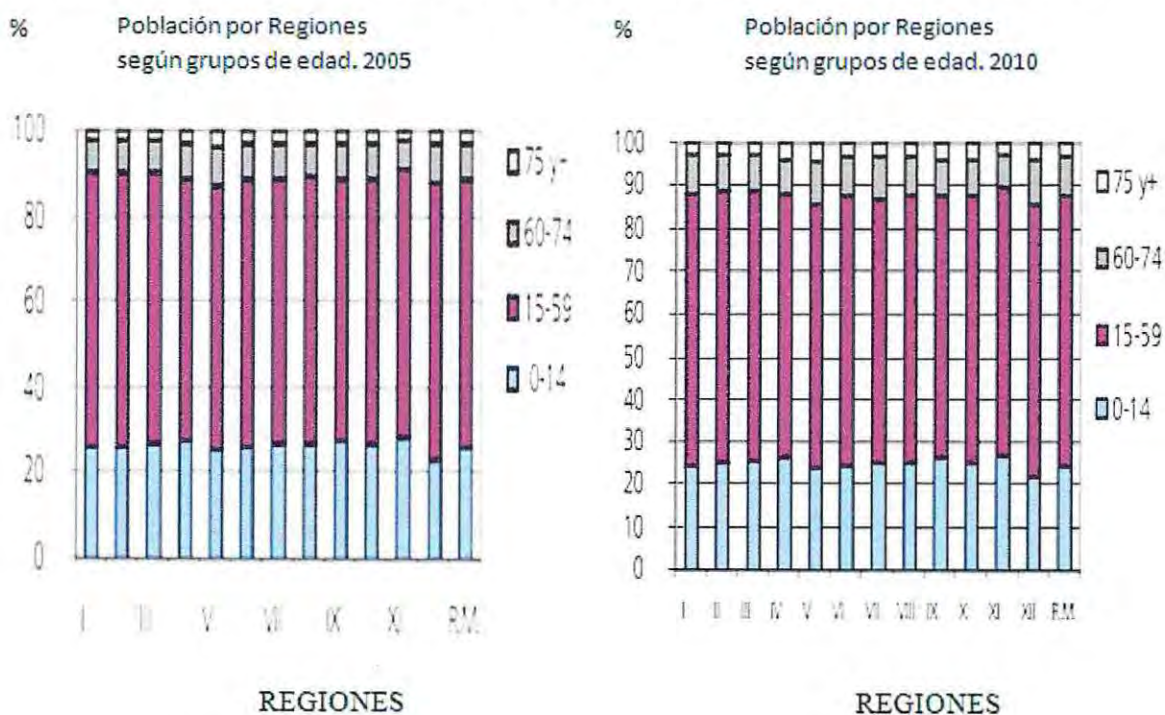 %
Población por Regiones
según grupos de edad. 2005
100
80
60
40
20
0
75 y+
60-74
15-59
0-14
I III V VII IX XI R.M.
REGIONES
%
Población por Regiones
según grupos de edad. 2010
100
90
80
70
60
50
40
30
20
10
0
75 y+
60-74
15-59
0-14
I II III IV V VI VII VIII IX X XI XII R.M.
REGIONES